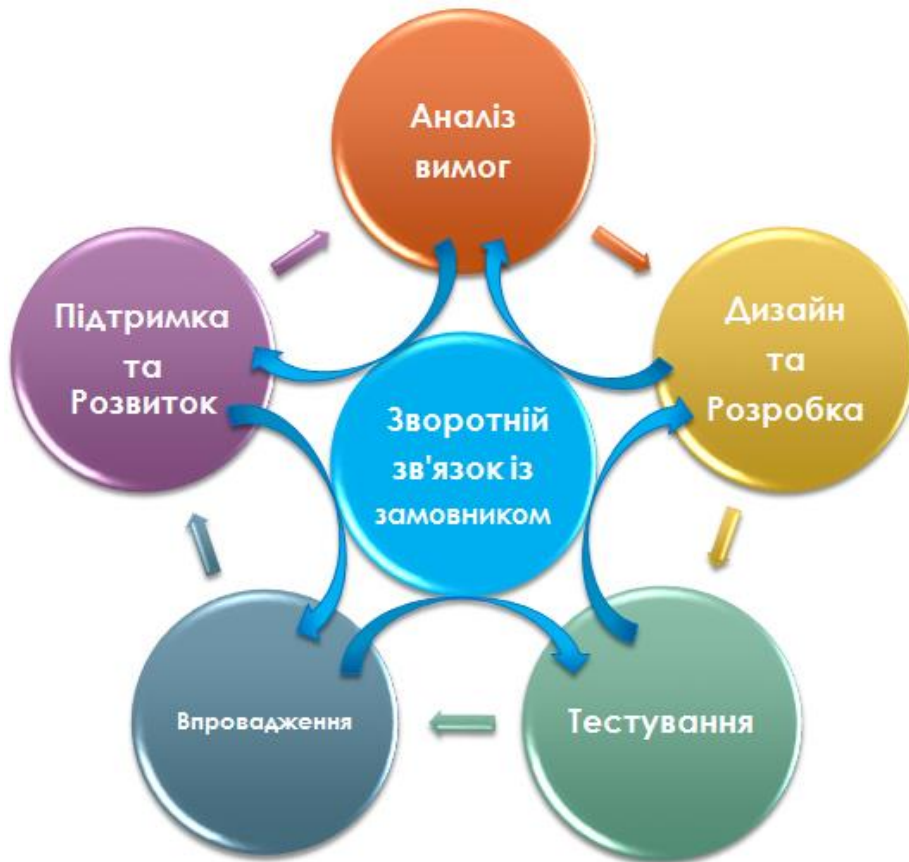 Аналіз
вимог
Дизайн
та
Розробка
Тестування
Впровадження
Підтримка
та
Розвиток
Зворотній
зв'язок із
замовником